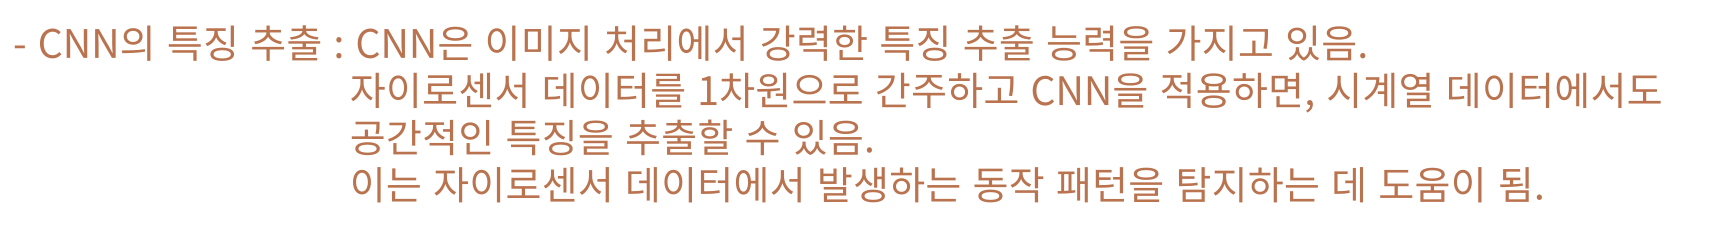 - CNN의 특징 추출 : CNN은 이미지 처리에서 강력한 특징 추출 능력을 가지고 있음.
자이로센서 데이터를 1차원으로 간주하고 CNN을 적용하면, 시계열 데이터에서도
공간적인 특징을 추출할 수 있음.
이는 자이로센서 데이터에서 발생하는 동작 패턴을 탐지하는 데 도움이 됨.